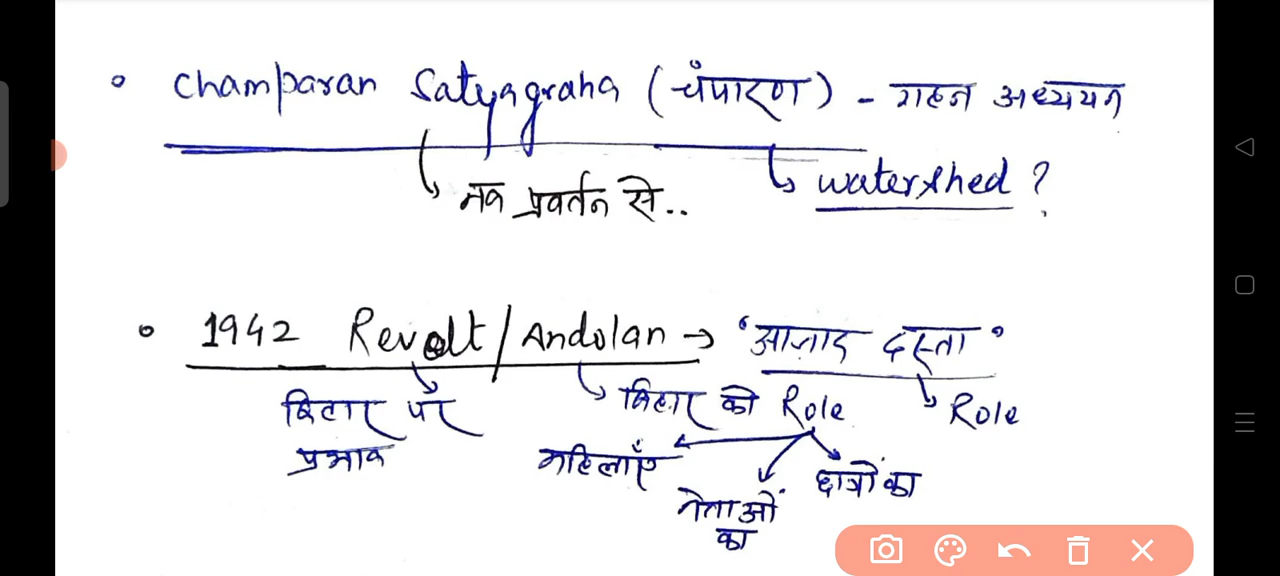 Champaran Satyagraha (चंपारण) - गहन अध्ययन
नव प्रवर्तन से.. watershed ?
1942 Revolt / Andolan → 'आज़ाद दस्ता'
बिहार पर बिहार की Role Role
प्रभाव महिलाएँ छात्रों का
नेताओं
का